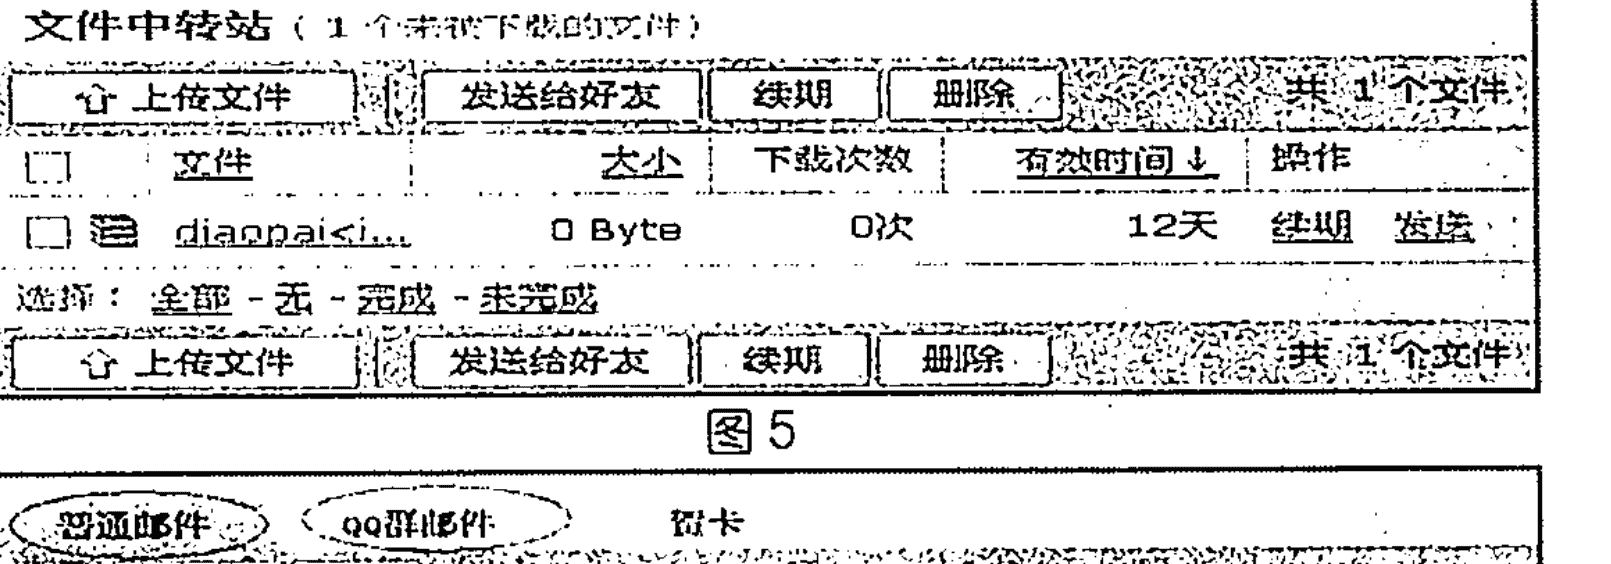 文件中转站 ( 1 个未被下载的文件)
上传文件 发送给好友 续期 删除 共 1 个文件
文件 大小 下载次数 有效时间↓ 操作
diaopai<i... 0 Byte 0次 12天 续期 发送
选择： 全部 - 无 - 完成 - 未完成
上传文件 发送给好友 续期 删除 共 1 个文件
图 5
普通邮件 QQ群邮件 贺卡